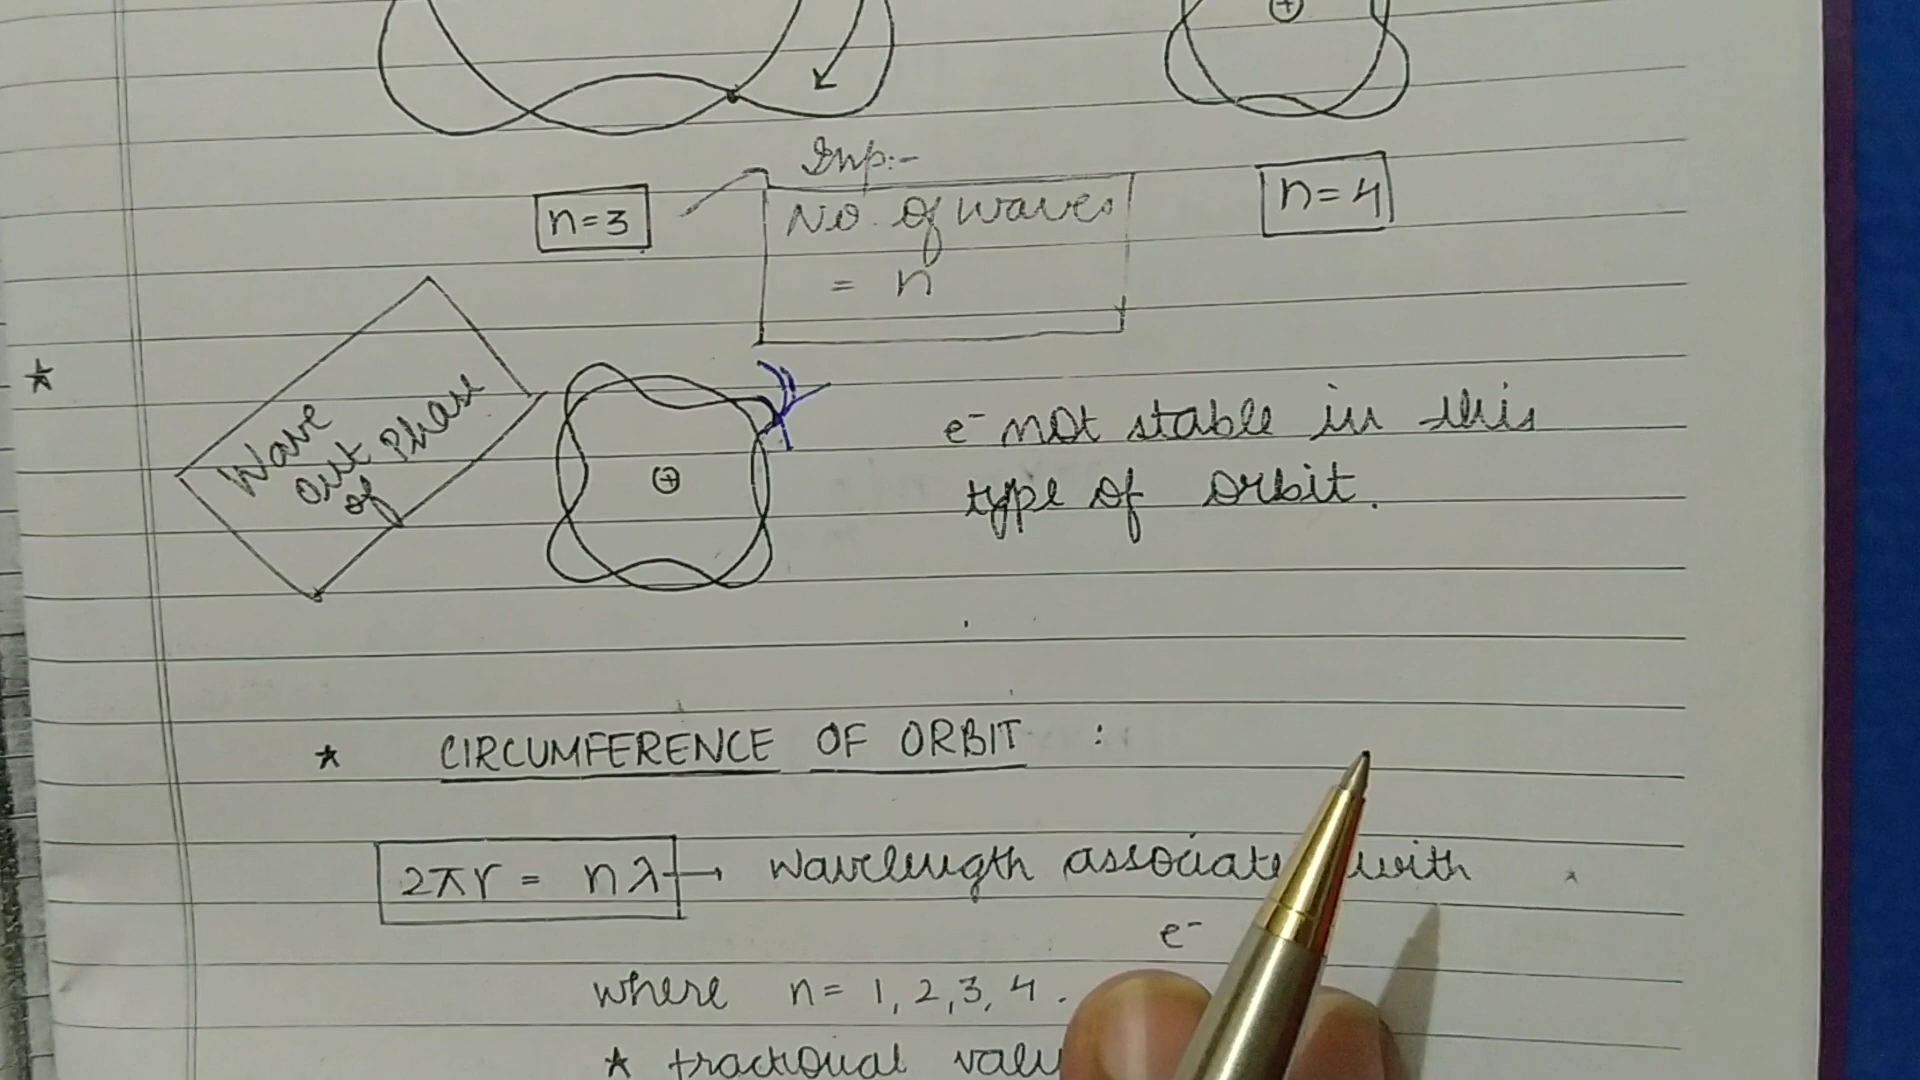 Imp:-
n=3
No. of waves
= n
n=4
Wave
out Phase
of
e⁻ not stable in this
type of orbit.
★ CIRCUMFERENCE OF ORBIT :
2πr = nλ → wavelength associate with
e⁻
where n= 1, 2, 3, 4.
★ fractional valu